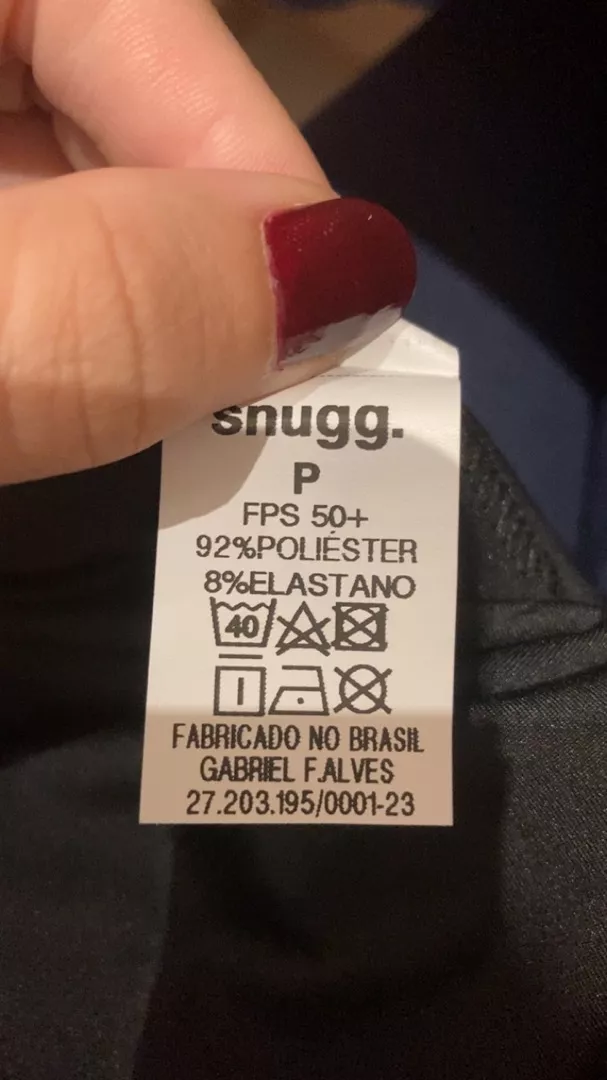 snugg.
P
FPS 50+
92%POLIÉSTER
8%ELASTANO
40
FABRICADO NO BRASIL
GABRIEL F.ALVES
27.203.195/0001-23